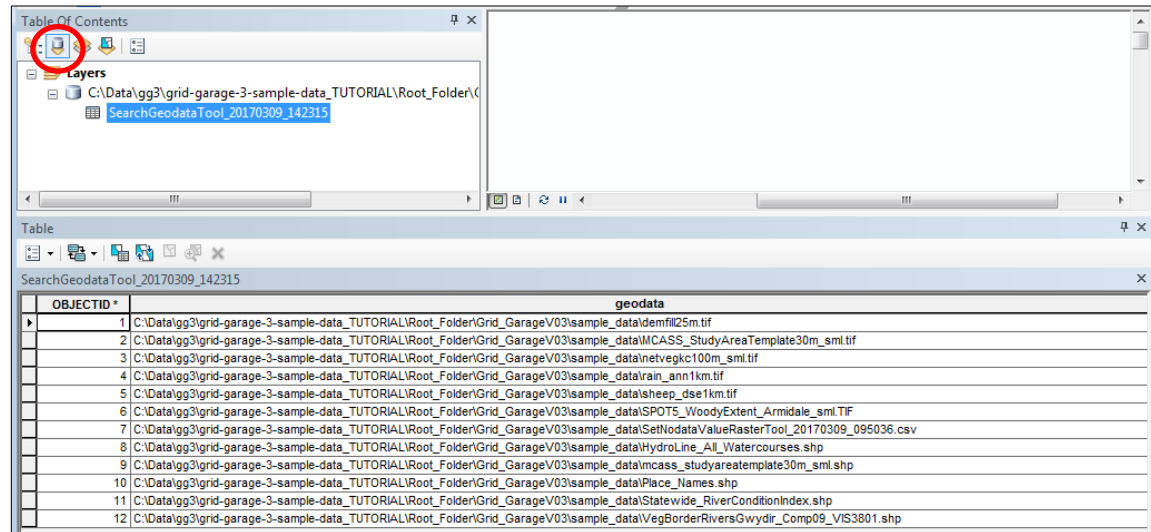 Table Of Contents
Layers
C:\Data\gg3\grid-garage-3-sample-data_TUTORIAL\Root_Folder\
SearchGeodataTool_20170309_142315
Table
SearchGeodataTool_20170309_142315
OBJECTID * geodata
1 C:\Data\gg3\grid-garage-3-sample-data_TUTORIAL\Root_Folder\Grid_GarageV03\sample_data\demfill25m.tif
2 C:\Data\gg3\grid-garage-3-sample-data_TUTORIAL\Root_Folder\Grid_GarageV03\sample_data\MCASS_StudyAreaTemplate30m_sml.tif
3 C:\Data\gg3\grid-garage-3-sample-data_TUTORIAL\Root_Folder\Grid_GarageV03\sample_data\netvegkc100m_sml.tif
4 C:\Data\gg3\grid-garage-3-sample-data_TUTORIAL\Root_Folder\Grid_GarageV03\sample_data\rain_ann1km.tif
5 C:\Data\gg3\grid-garage-3-sample-data_TUTORIAL\Root_Folder\Grid_GarageV03\sample_data\sheep_dse1km.tif
6 C:\Data\gg3\grid-garage-3-sample-data_TUTORIAL\Root_Folder\Grid_GarageV03\sample_data\SPOT5_WoodyExtent_Armidale_sml.TIF
7 C:\Data\gg3\grid-garage-3-sample-data_TUTORIAL\Root_Folder\Grid_GarageV03\sample_data\SetNodataValueRasterTool_20170309_095036.csv
8 C:\Data\gg3\grid-garage-3-sample-data_TUTORIAL\Root_Folder\Grid_GarageV03\sample_data\HydroLine_All_Watercourses.shp
9 C:\Data\gg3\grid-garage-3-sample-data_TUTORIAL\Root_Folder\Grid_GarageV03\sample_data\mcass_studyareatemplate30m_sml.shp
10 C:\Data\gg3\grid-garage-3-sample-data_TUTORIAL\Root_Folder\Grid_GarageV03\sample_data\Place_Names.shp
11 C:\Data\gg3\grid-garage-3-sample-data_TUTORIAL\Root_Folder\Grid_GarageV03\sample_data\Statewide_RiverConditionIndex.shp
12 C:\Data\gg3\grid-garage-3-sample-data_TUTORIAL\Root_Folder\Grid_GarageV03\sample_data\VegBorderRiversGwydir_Comp09_VIS3801.shp